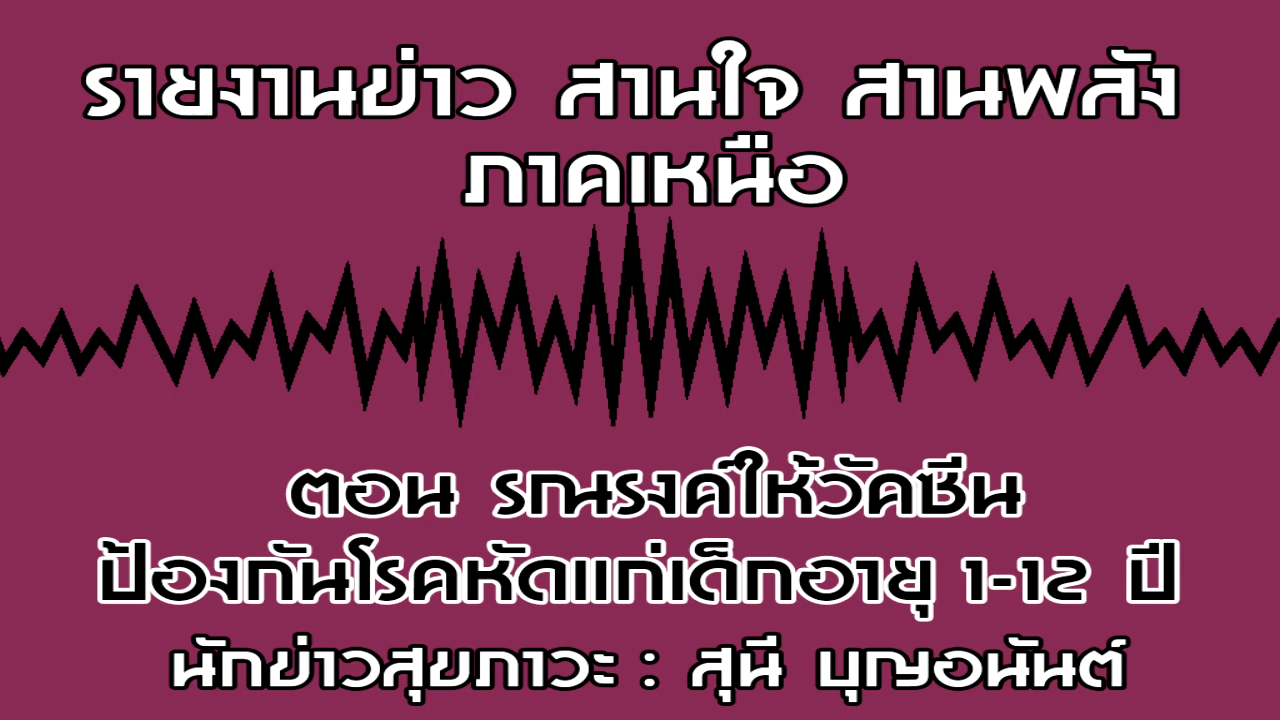 รายงานข่าว สานใจ สานพลัง
ภาคเหนือ
ตอน รณรงค์ให้วัคซีน
ป้องกันโรคหัดแก่เด็กอายุ 1-12 ปี
นักข่าวสุขภาวะ : สุนี บุญอนันต์